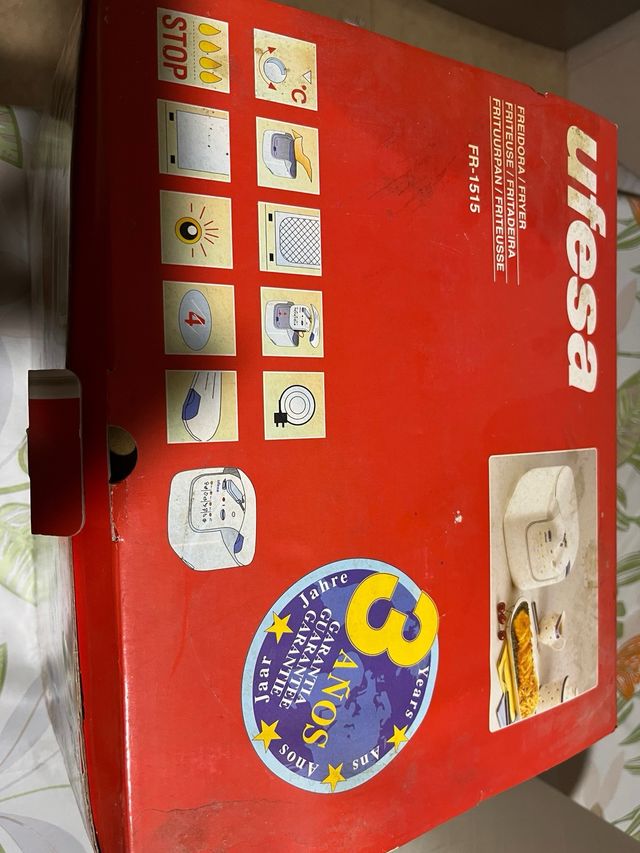 ufesa
FREIDORA / FRYER
FRITEUSE / FRITADEIRA
FRITUURPAN / FRITEUSSE
FR-1515
°C
STOP
4
3
AÑOS
GARANTIA
GUARANTEE
GARANTIE
Years
Ans
Anos
Jaar
Jahre